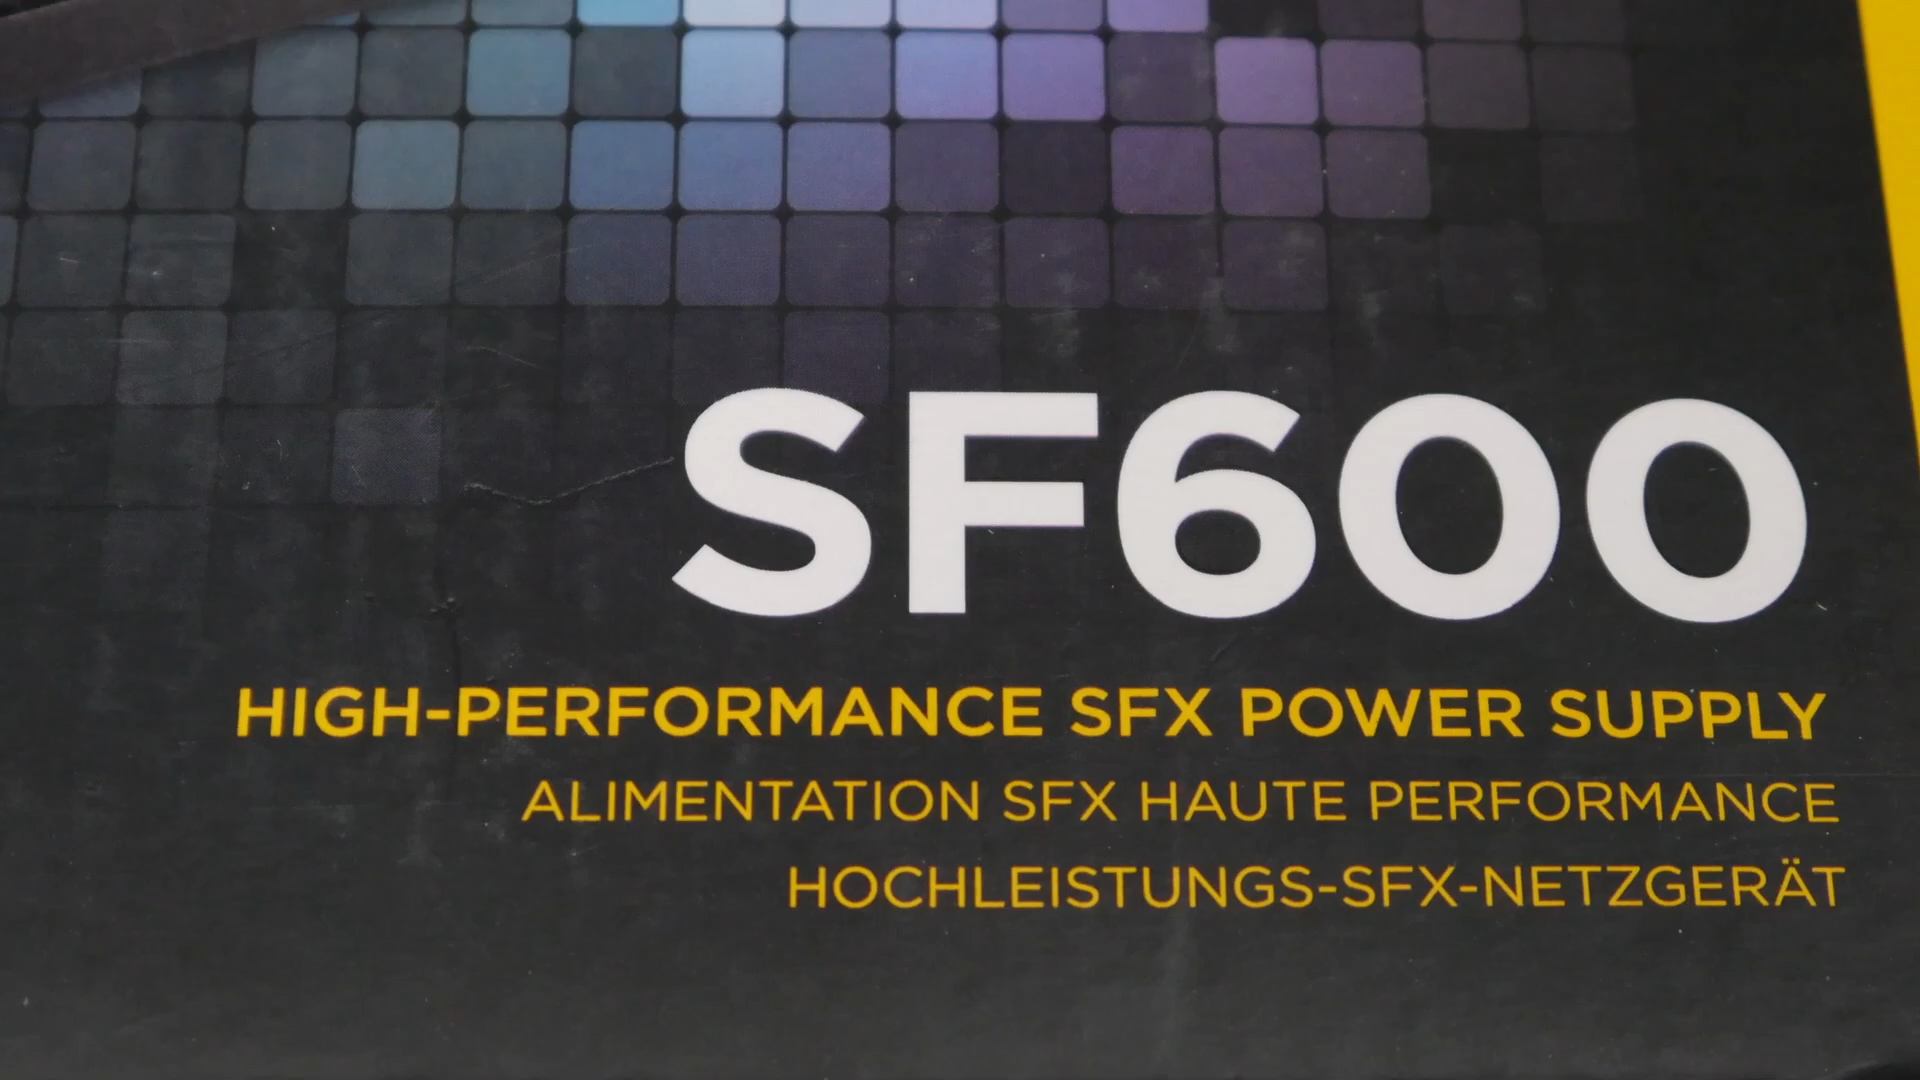 SF600
HIGH-PERFORMANCE SFX POWER SUPPLY
ALIMENTATION SFX HAUTE PERFORMANCE
HOCHLEISTUNGS-SFX-NETZGERÄT